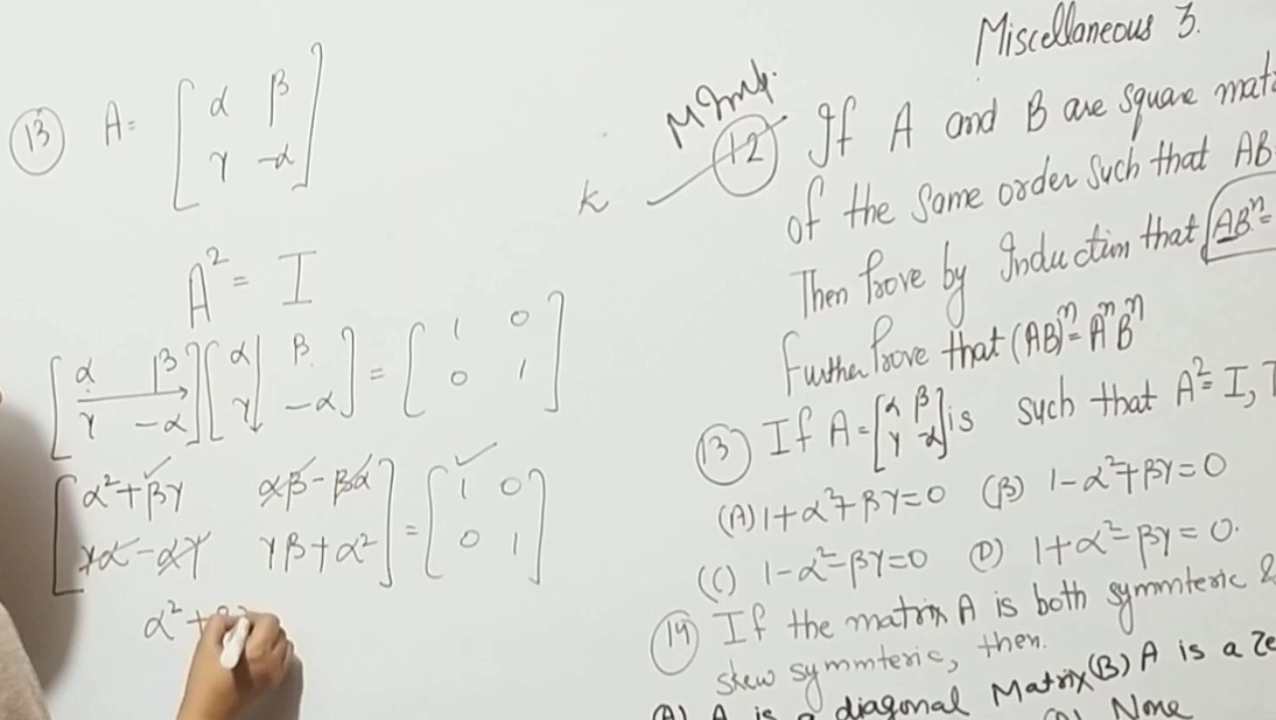 Miscellaneous 3.
(13) A = [α β
γ -α]
A² = I
[α β
γ -α] [α β
γ -α] = [1 0
0 1]
[α²+βγ αβ-βα
γα-αγ γβ+α²] = [1 0
0 1]
α²+
k
M Imp.
(12) If A and B are square
of the same order such that AB
Then Prove by Induction that ABⁿ=
further Prove that (AB)ⁿ=AⁿBⁿ
(13) If A=[α β
γ -α] is such that A²=I,
(A) 1+α²+βγ=0 (B) 1-α²+βγ=0
(C) 1-α²-βγ=0 (D) 1+α²-βγ=0.
(14) If the matrix A is both symmteric &
skew symmteric, then.
(A) A is a diagonal Matrix (B) A is a
None